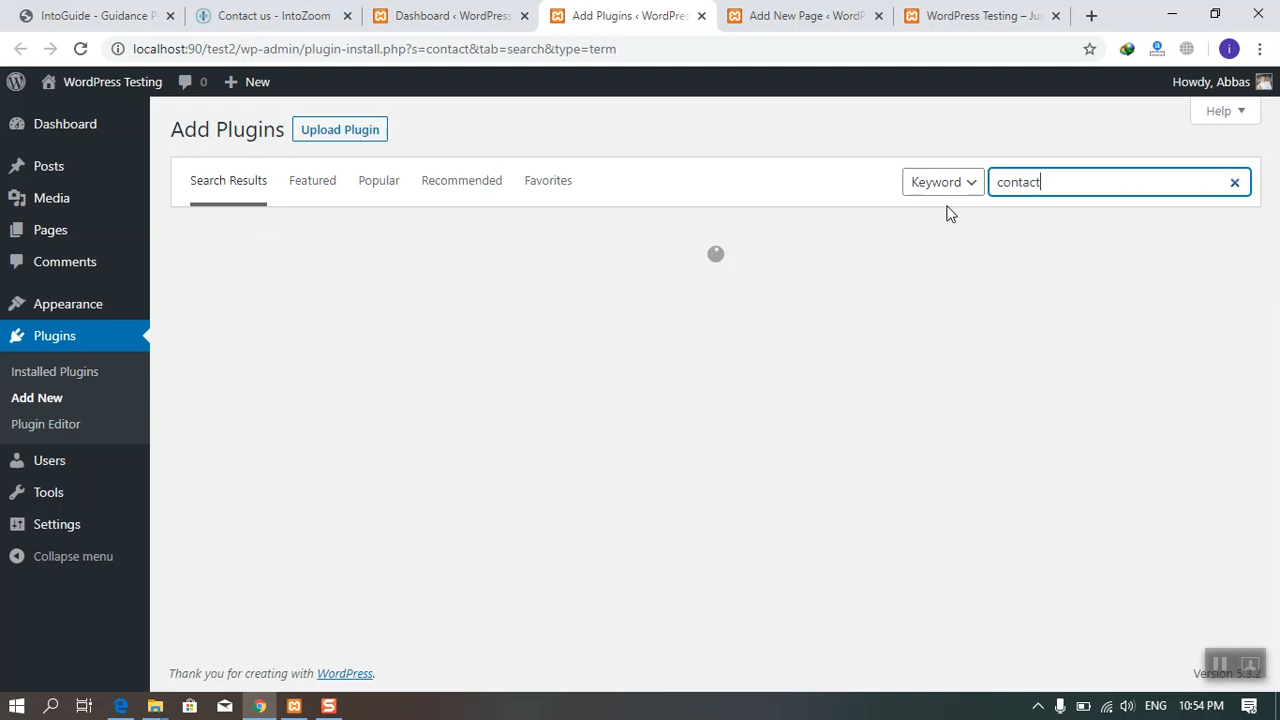 IntoGuide - Guidance P
Contact us - IntoZoom
Dashboard ‹ WordPress
Add Plugins ‹ WordPre
Add New Page ‹ WordP
WordPress Testing – Jus
localhost:90/test2/wp-admin/plugin-install.php?s=contact&tab=search&type=term
i
WordPress Testing
0
New
Howdy, Abbas
Dashboard
Posts
Media
Pages
Comments
Appearance
Plugins
Installed Plugins
Add New
Plugin Editor
Users
Tools
Settings
Collapse menu
Add Plugins
Upload Plugin
Help
Search Results
Featured
Popular
Recommended
Favorites
Keyword
contact
Thank you for creating with WordPress.
Version 5.3.2
ENG
10:54 PM